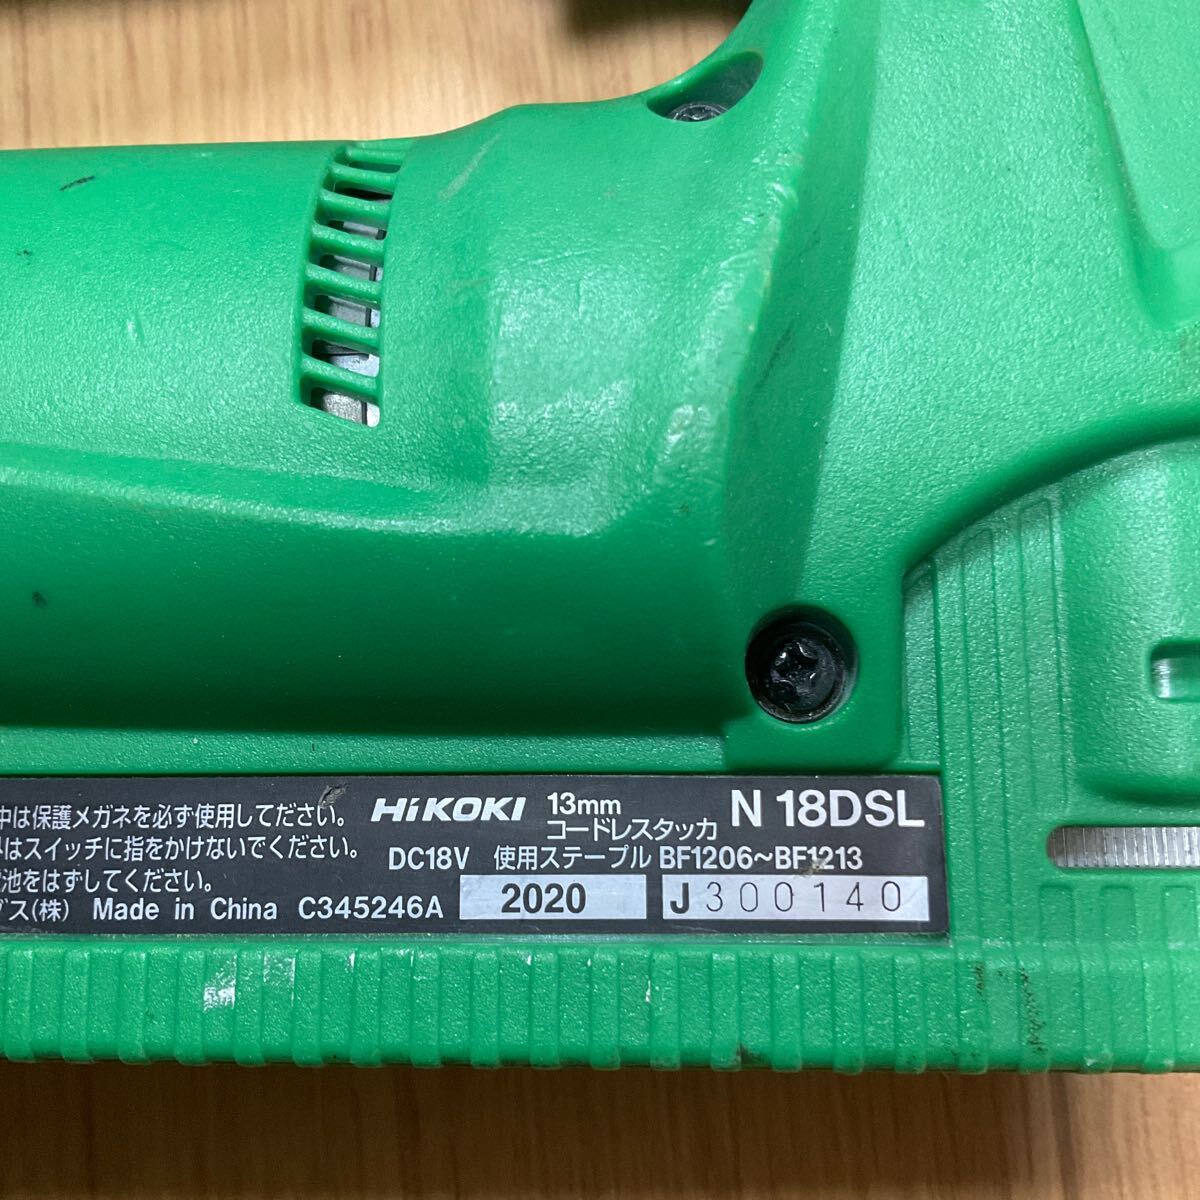 中は保護メガネを必ず使用してださい。
はスイッチに指をかけないでください。
池をはずしてください。
グス(株) Made in China C345246A
HiKOKI 13mm コードレスタッカ N 18DSL
DC18V 使用ステープル BF1206~BF1213
2020 J300140